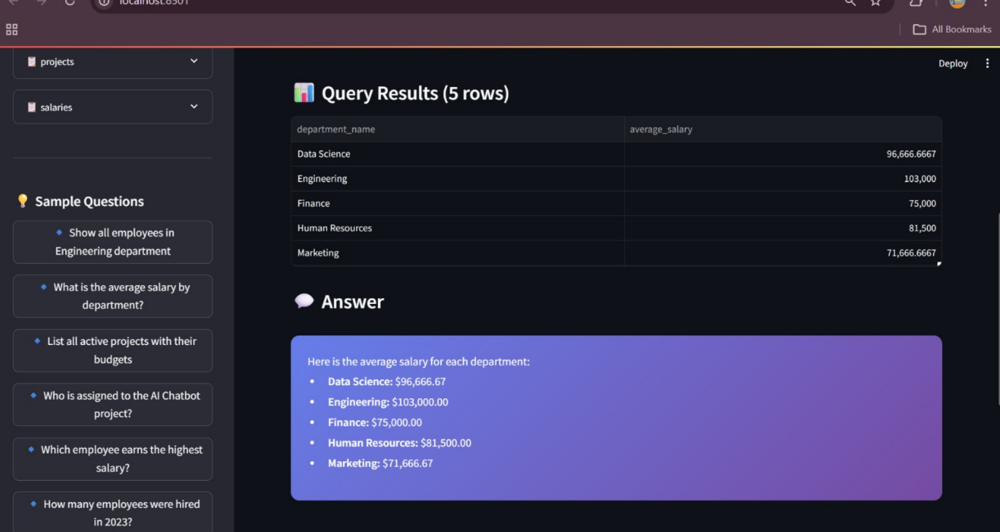 localhost:8501
All Bookmarks
projects
salaries
Sample Questions
Show all employees in
Engineering department
What is the average salary by
department?
List all active projects with their
budgets
Who is assigned to the AI Chatbot
project?
Which employee earns the highest
salary?
How many employees were hired
in 2023?
Deploy
Query Results (5 rows)
department_name average_salary
Data Science 96,666.6667
Engineering 103,000
Finance 75,000
Human Resources 81,500
Marketing 71,666.6667
Answer
Here is the average salary for each department:
• Data Science: $96,666.67
• Engineering: $103,000.00
• Finance: $75,000.00
• Human Resources: $81,500.00
• Marketing: $71,666.67